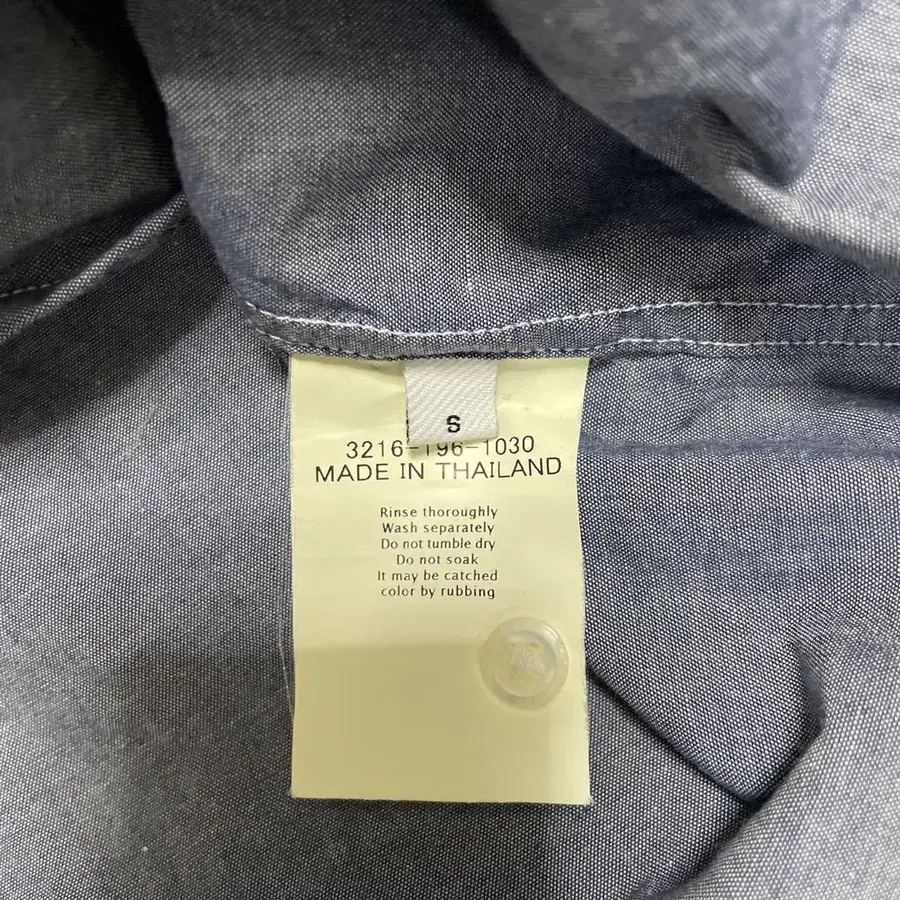 S
3216-196-1030
MADE IN THAILAND
Rinse thoroughly
Wash separately
Do not tumble dry
Do not soak
It may be catched
color by rubbing